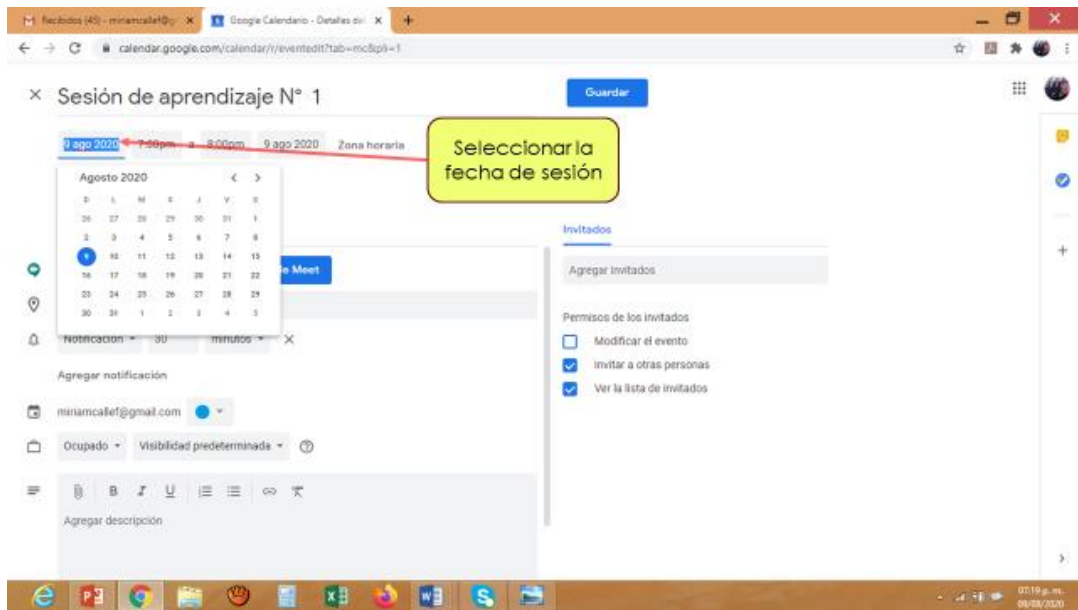 Recibidos (45) - miriamcallef@g
Google Calendario - Detalles del
calendar.google.com/calendar/r/eventedit?tab=mc&pli=1
Sesión de aprendizaje N° 1
Guardar
9 ago 2020 7:00pm a 8:00pm 9 ago 2020 Zona horaria
Seleccionar la
fecha de sesión
Agosto 2020
D L M X J V S
26 27 28 29 30 31 1
2 3 4 5 6 7 8
9 10 11 12 13 14 15
16 17 18 19 20 21 22
23 24 25 26 27 28 29
30 31 1 2 3 4 5
Invitados
le Meet
Agregar invitados
Permisos de los invitados
Notificación 30 minutos
Modificar el evento
Invitar a otras personas
Agregar notificación
Ver la lista de invitados
miriamcallef@gmail.com
Ocupado Visibilidad predeterminada
B I U
Agregar descripción
07:19 p.m.
09/08/2020